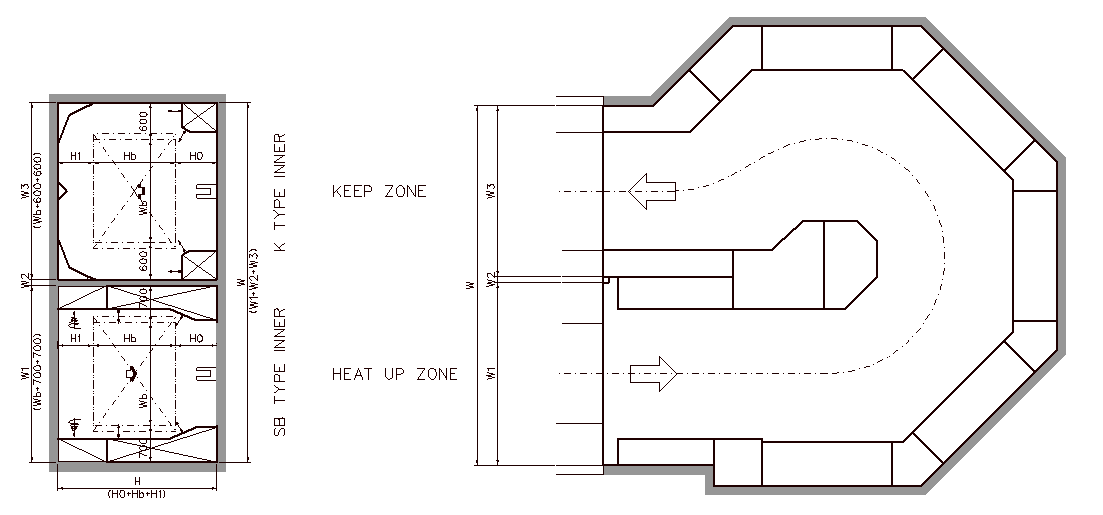 600
H1
Hb
H0
W3
(Wb+600+600)
Wb
600
K TYPE INNER
KEEP ZONE
W2
700
W
(W1+W2+W3)
H1
Hb
H0
W1
(Wb+700+700)
Wb
700
SB TYPE INNER
HEAT UP ZONE
H
(H0+Hb+H1)
W3
W
W2
W1